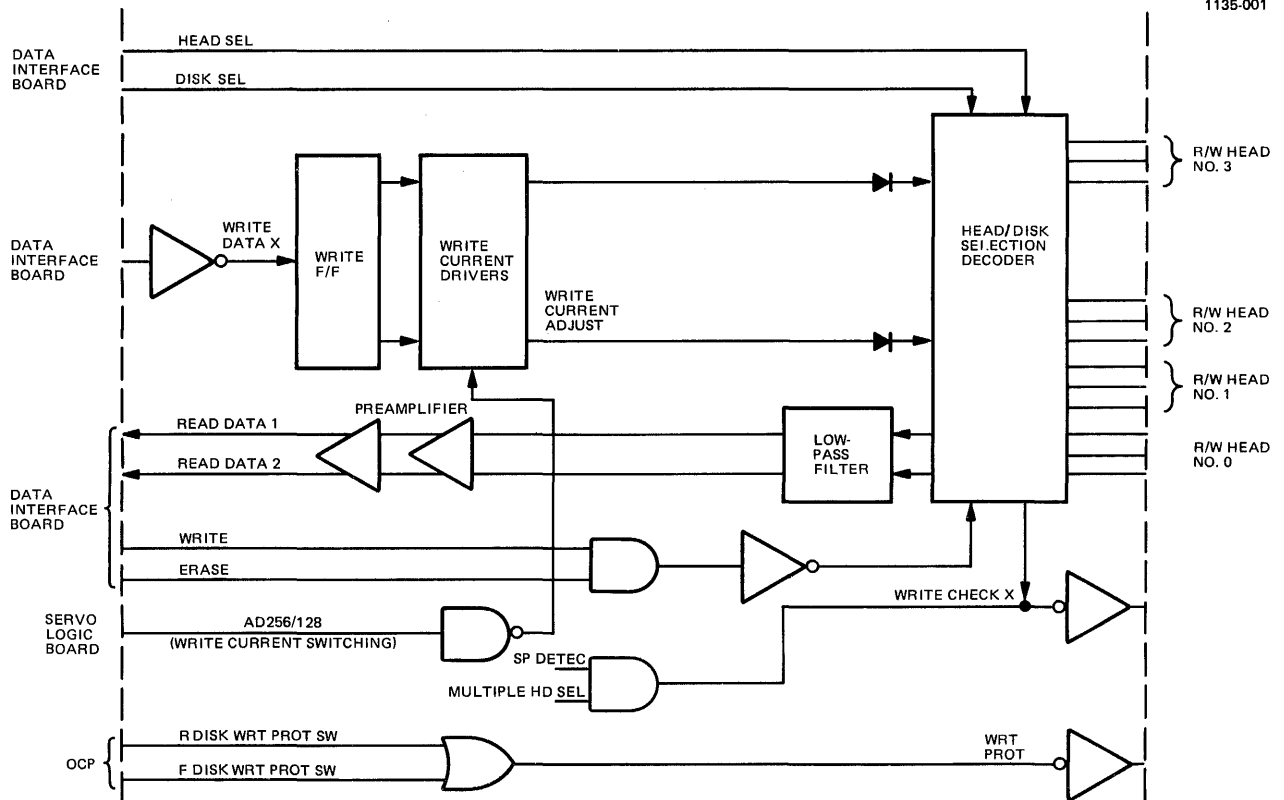 1135-001
HEAD SEL
DATA
INTERFACE
BOARD
DISK SEL
R/W HEAD
NO. 3
WRITE
DATA X
DATA
INTERFACE
BOARD
WRITE
F/F
WRITE
CURRENT
DRIVERS
HEAD/DISK
SELECTION
DECODER
WRITE
CURRENT
ADJUST
R/W HEAD
NO. 2
R/W HEAD
NO. 1
PREAMPLIFIER
READ DATA 1
READ DATA 2
LOW-
PASS
FILTER
R/W HEAD
NO. 0
DATA
INTERFACE
BOARD
WRITE
ERASE
WRITE CHECK X
SERVO
LOGIC
BOARD
AD256/128
(WRITE CURRENT SWITCHING)
SP DETEC
MULTIPLE HD SEL
R DISK WRT PROT SW
OCP
F DISK WRT PROT SW
WRT
PROT